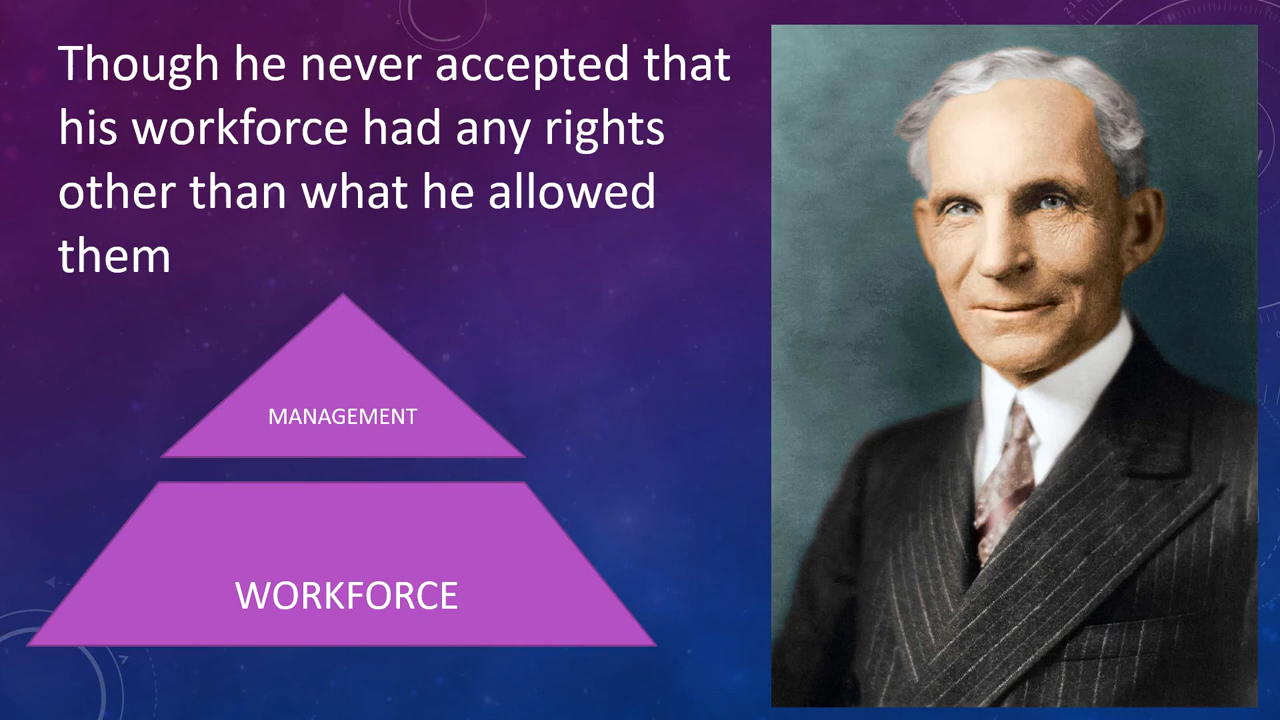 Though he never accepted that
his workforce had any rights
other than what he allowed
them
MANAGEMENT
WORKFORCE